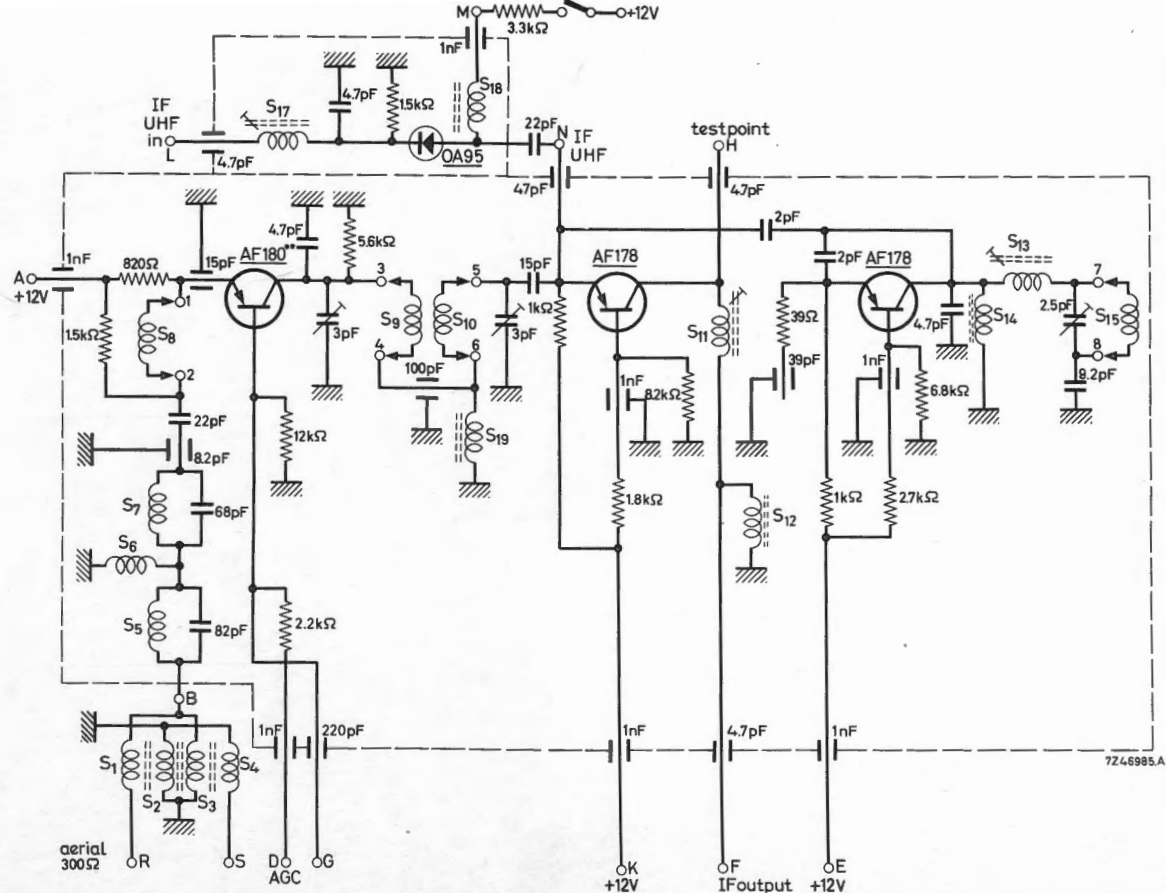 M 3.3kΩ +12V
1nF
S18
4.7pF
1.5kΩ
S17
IF
UHF
in
L
4.7pF
OA95
22pF
N
IF
UHF
testpoint
H
47pF
4.7pF
2pF
1nF
A
+12V
820Ω
15pF
AF180**
4.7pF
5.6kΩ
3
5
15pF
AF178
2pF
AF178
S13
7
1
1.5kΩ
S8
2
3pF
S9
S10
4
6
3pF
1kΩ
S11
39Ω
4.7pF
S14
2.5pF
S15
8
100pF
39pF
1nF
9.2pF
22pF
8.2pF
12kΩ
S19
1nF
8.2kΩ
6.8kΩ
S7
68pF
1.8kΩ
S12
1kΩ
2.7kΩ
S6
S5
82pF
2.2kΩ
B
1nF
220pF
1nF
4.7pF
1nF
7Z46985.A
S1
S2
S3
S4
aerial
300Ω
R
S
D
G
AGC
K
+12V
F
IF output
E
+12V